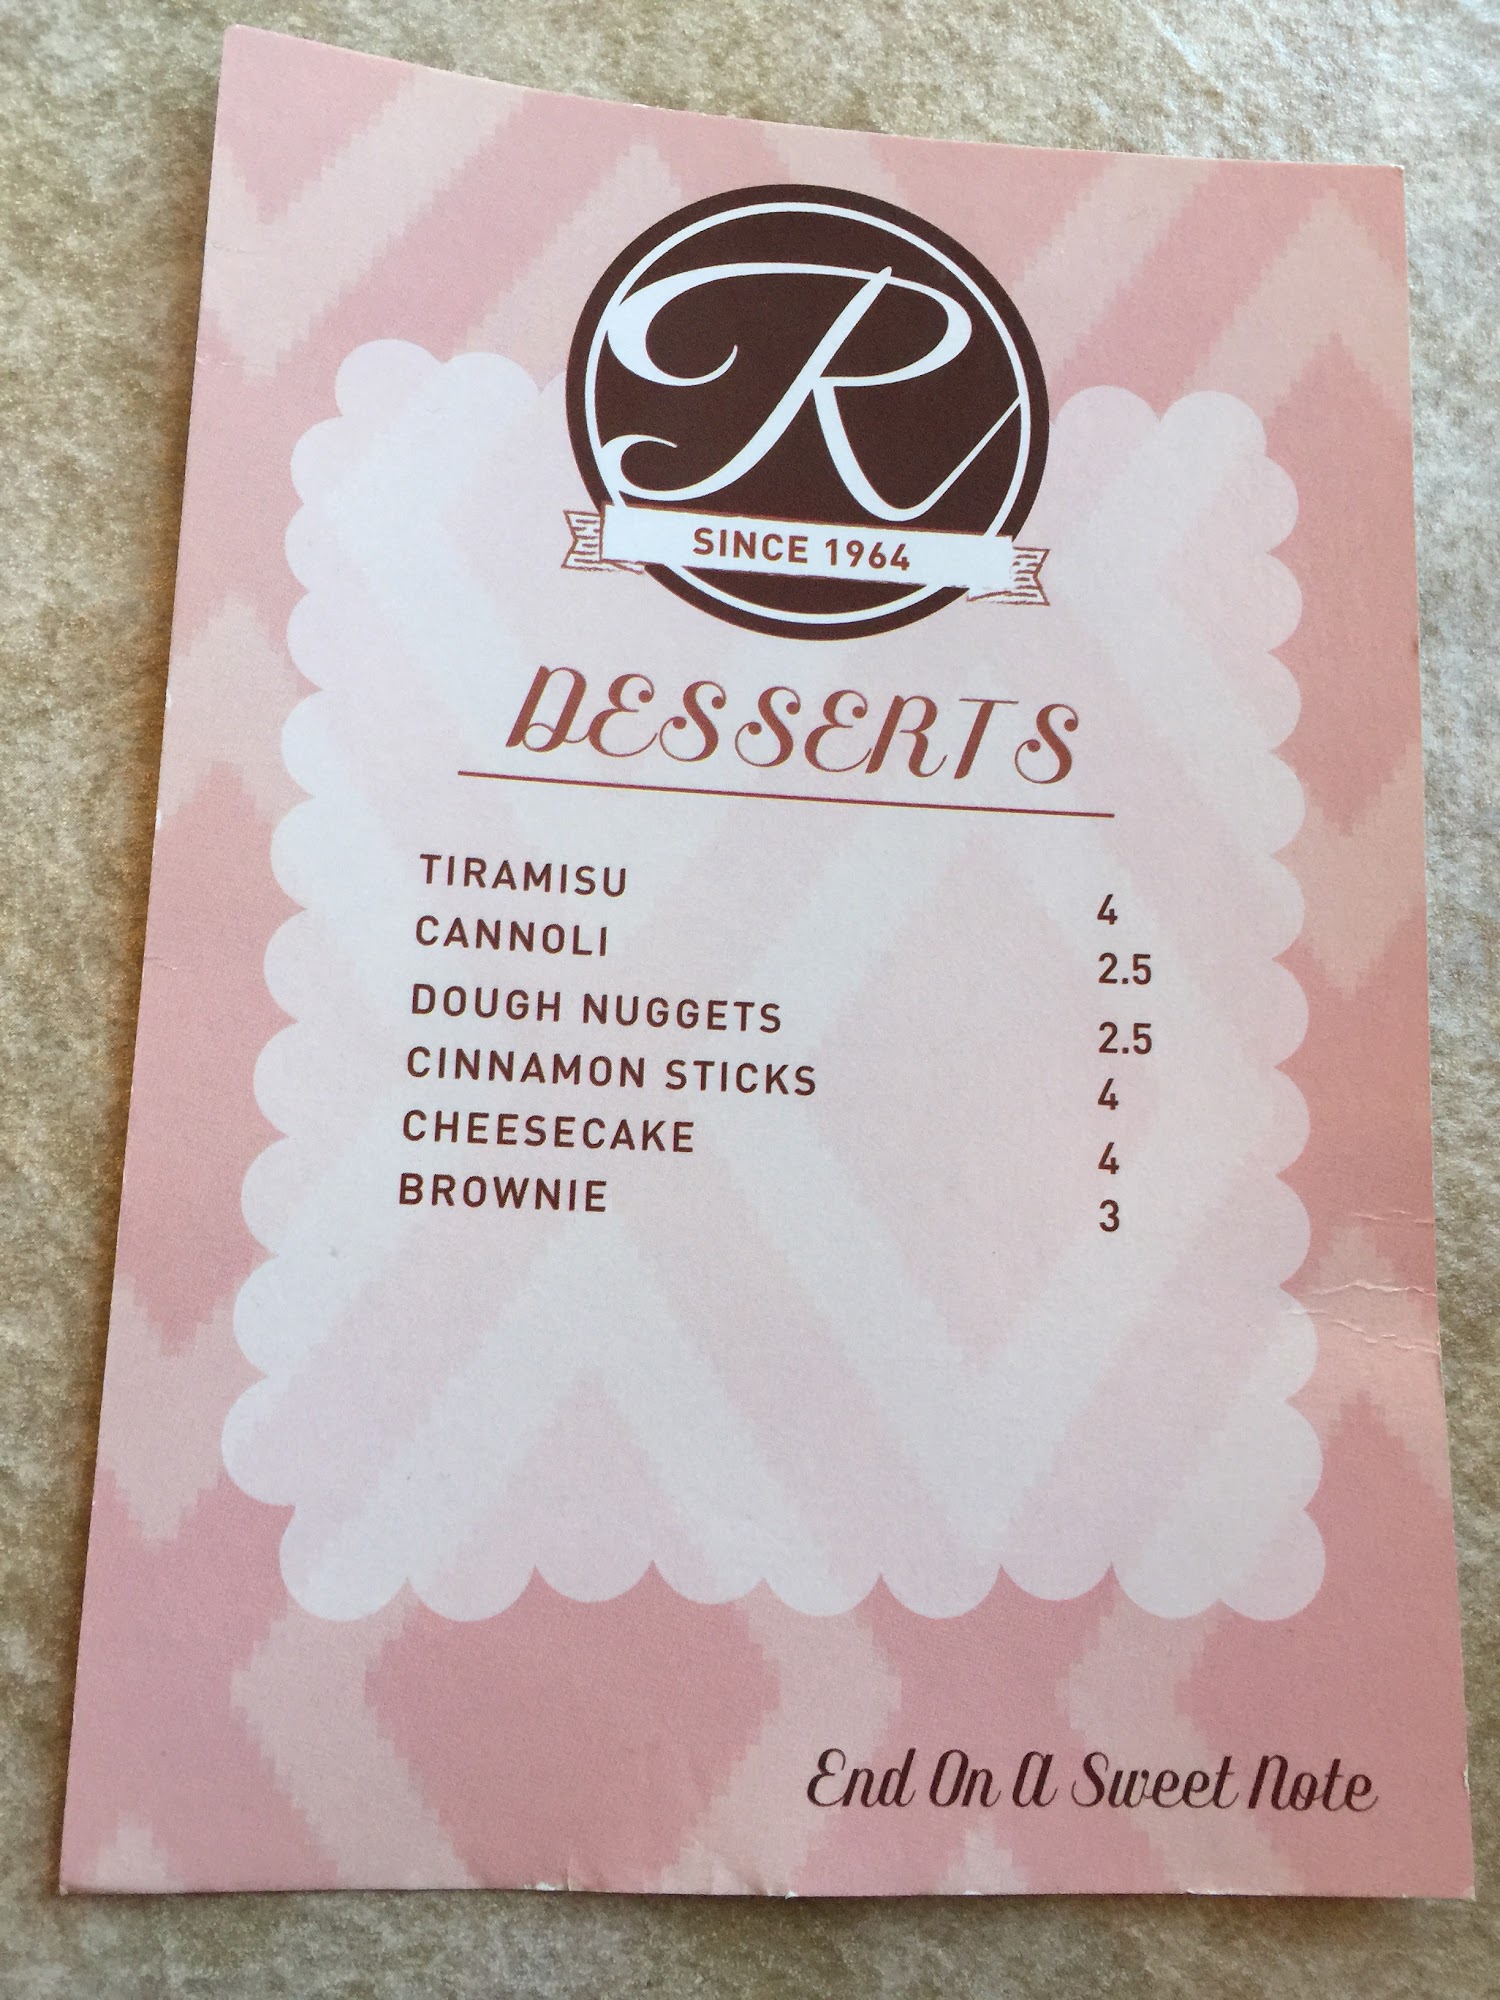 R
SINCE 1964
DESSERTS
TIRAMISU 4
CANNOLI 2.5
DOUGH NUGGETS 2.5
CINNAMON STICKS 4
CHEESECAKE 4
BROWNIE 3
End On A Sweet Note